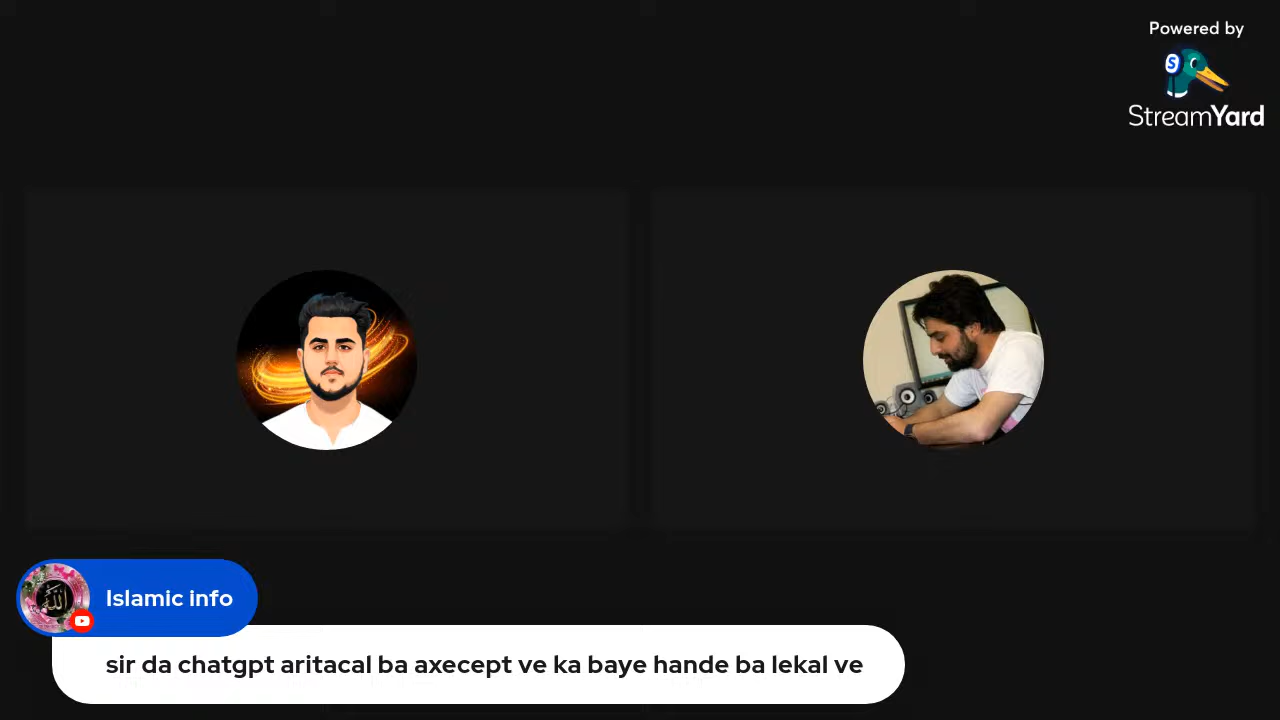 Powered by
StreamYard
Islamic info
sir da chatgpt aritacal ba axecept ve ka baye hande ba lekal ve